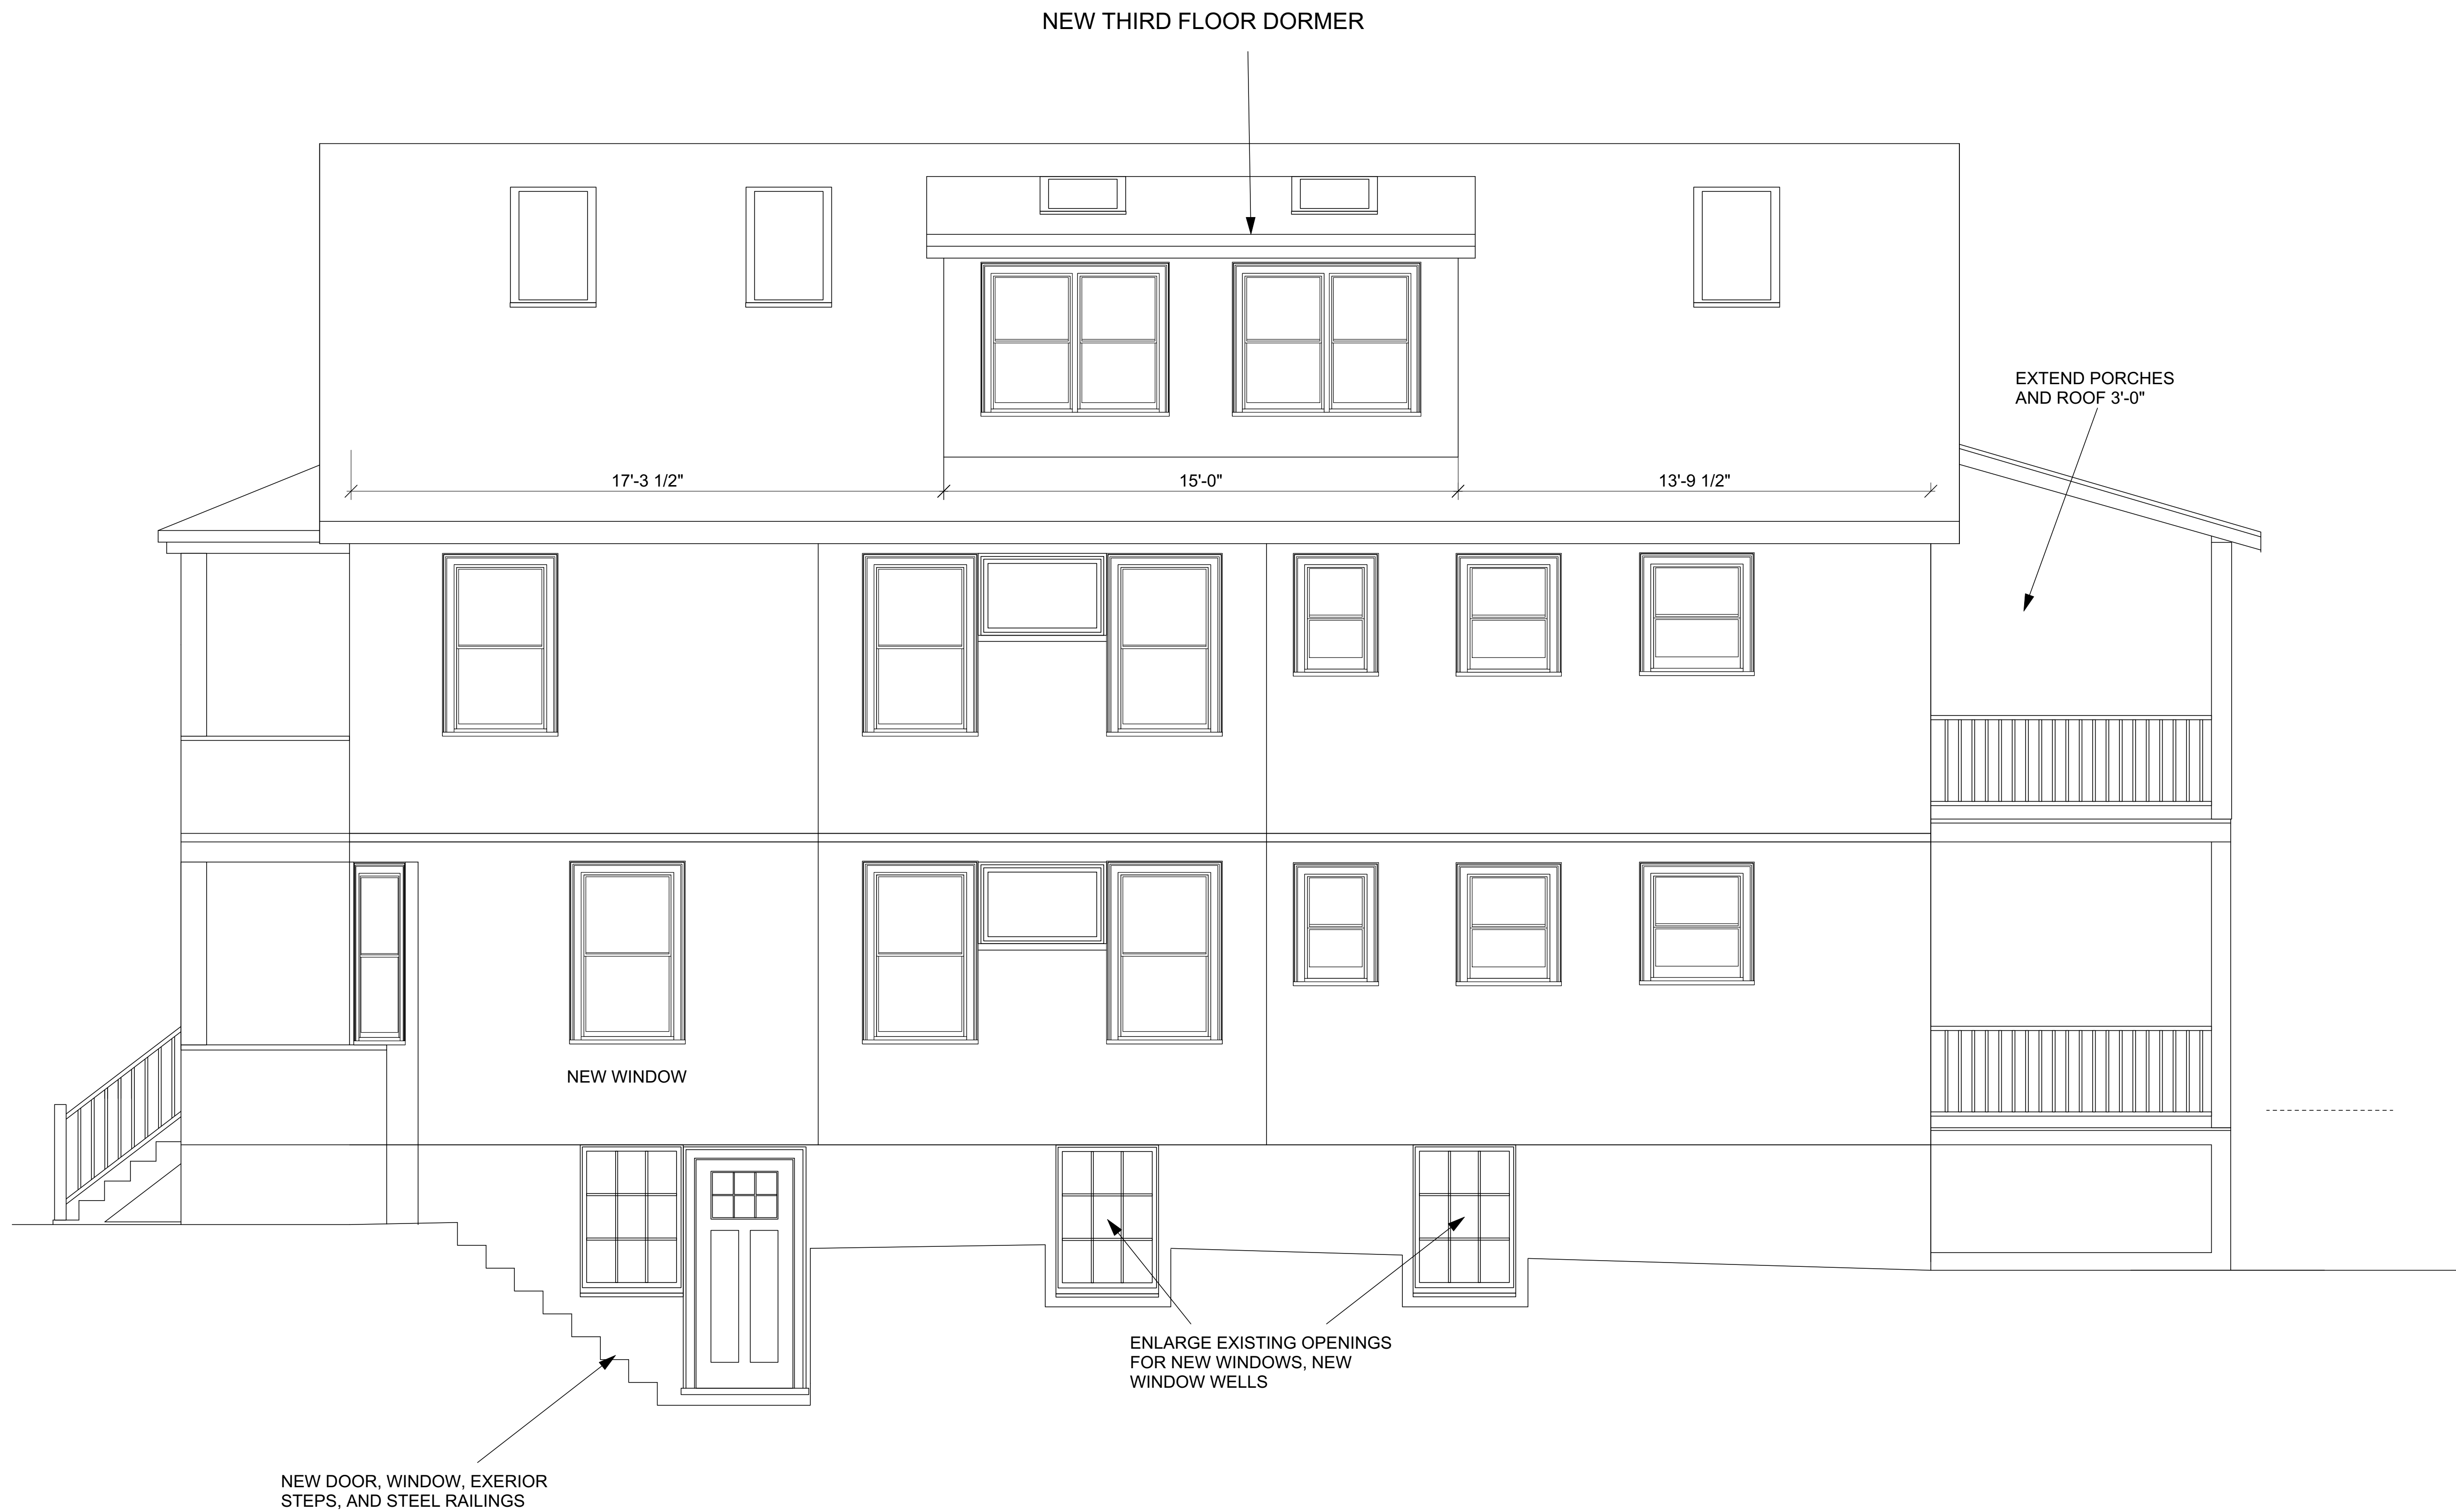 NEW THIRD FLOOR DORMER
EXTEND PORCHES
AND ROOF 3'-0"
17'-3 1/2"
15'-0"
13'-9 1/2"
NEW WINDOW
ENLARGE EXISTING OPENINGS
FOR NEW WINDOWS, NEW
WINDOW WELLS
NEW DOOR, WINDOW, EXERIOR
STEPS, AND STEEL RAILINGS